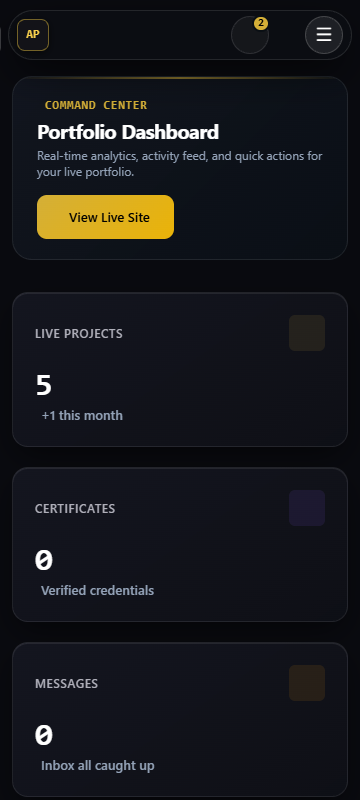 AP
2
COMMAND CENTER
Portfolio Dashboard
Real-time analytics, activity feed, and quick actions for
your live portfolio.
View Live Site
LIVE PROJECTS
5
+1 this month
CERTIFICATES
0
Verified credentials
MESSAGES
0
Inbox all caught up